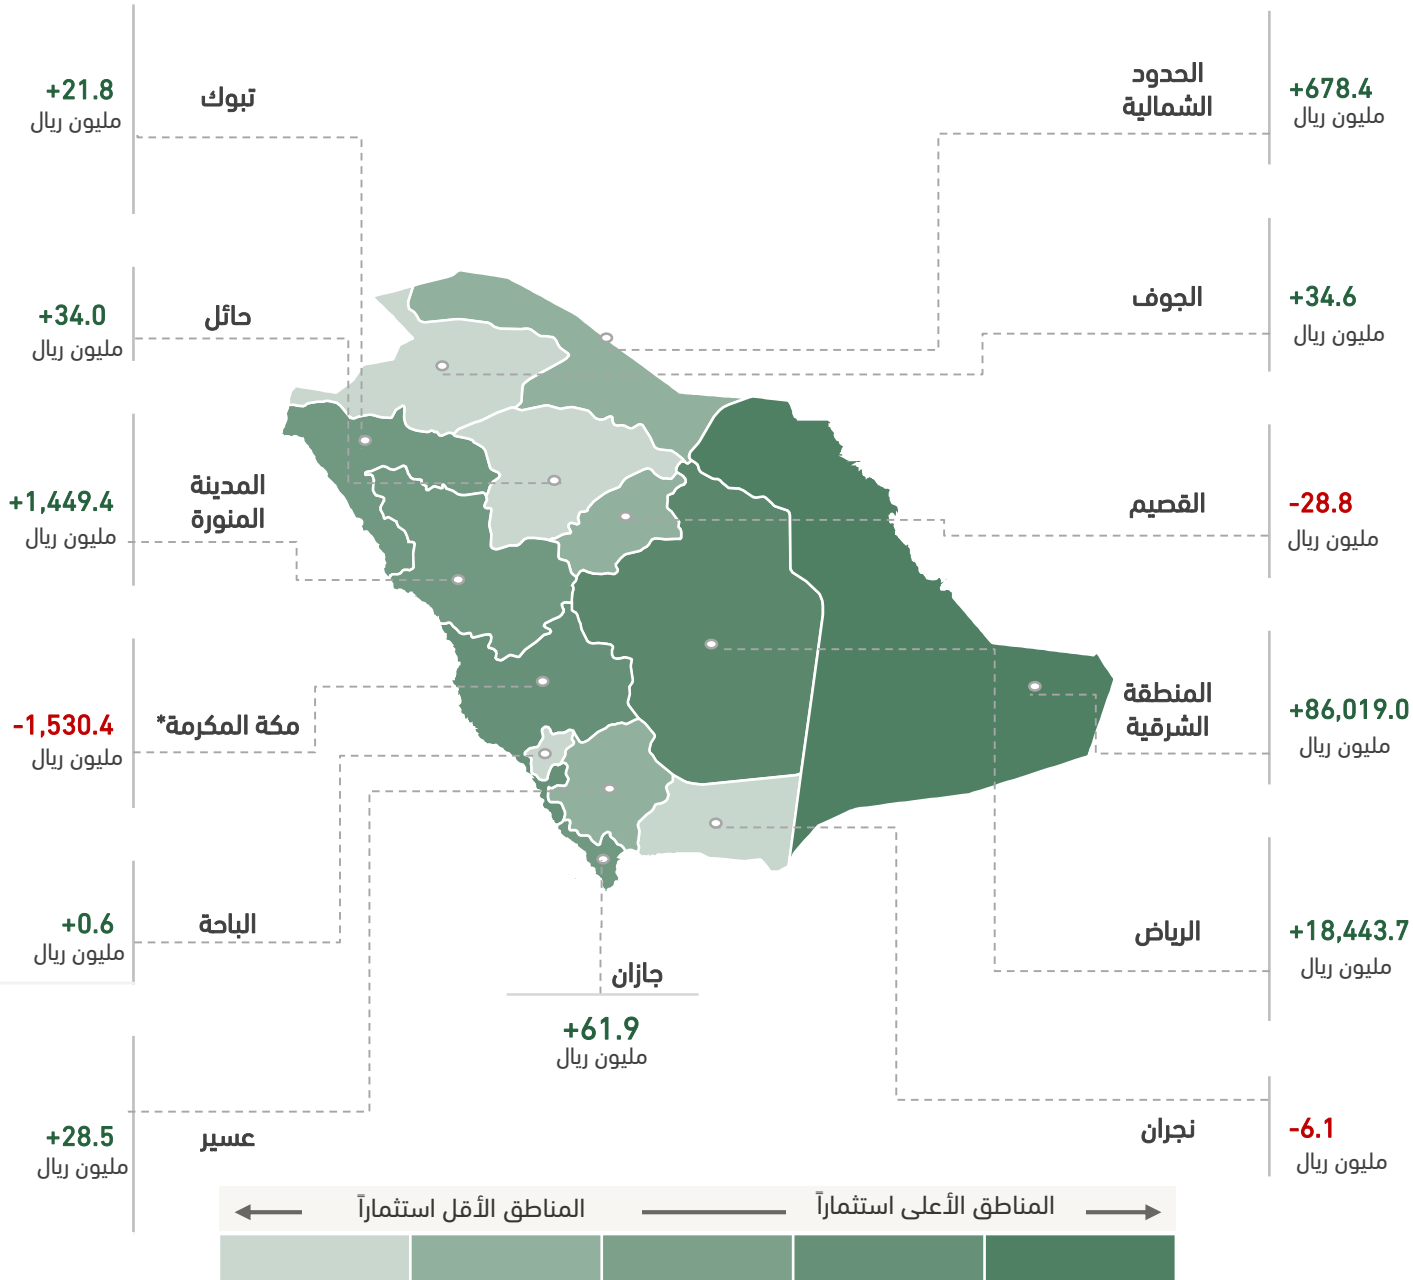 الحدود
الشمالية
+678.4
مليون ريال
الجوف
+34.6
مليون ريال
القصيم
-28.8
مليون ريال
المنطقة
الشرقية
+86,019.0
مليون ريال
الرياض
+18,443.7
مليون ريال
نجران
-6.1
مليون ريال
تبوك
+21.8
مليون ريال
حائل
+34.0
مليون ريال
المدينة
المنورة
+1,449.4
مليون ريال
مكة المكرمة*
-1,530.4
مليون ريال
الباحة
+0.6
مليون ريال
عسير
+28.5
مليون ريال
جازان
+61.9
مليون ريال
المناطق الأعلى استثماراً
المناطق الأقل استثماراً